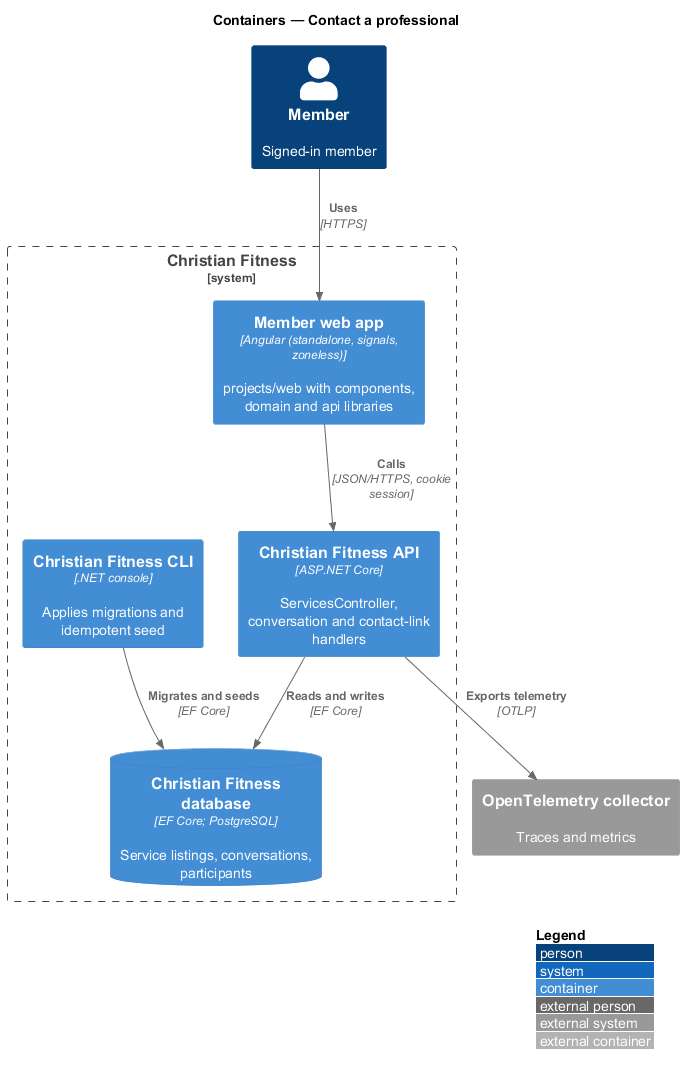 Containers — Contact a professional
Member
Signed-in member
Uses
[HTTPS]
Christian Fitness
[system]
Member web app
[Angular (standalone, signals,
zoneless)]
projects/web with components,
domain and api libraries
Calls
[JSON/HTTPS, cookie
session]
Christian Fitness CLI
[.NET console]
Applies migrations and
idempotent seed
Christian Fitness API
[ASP.NET Core]
ServicesController,
conversation and contact-link
handlers
Migrates and seeds
[EF Core]
Reads and writes
[EF Core]
Exports telemetry
[OTLP]
Christian Fitness
database
[EF Core; PostgreSQL]
Service listings, conversations,
participants
OpenTelemetry collector
Traces and metrics
Legend
person
system
container
external person
external system
external container